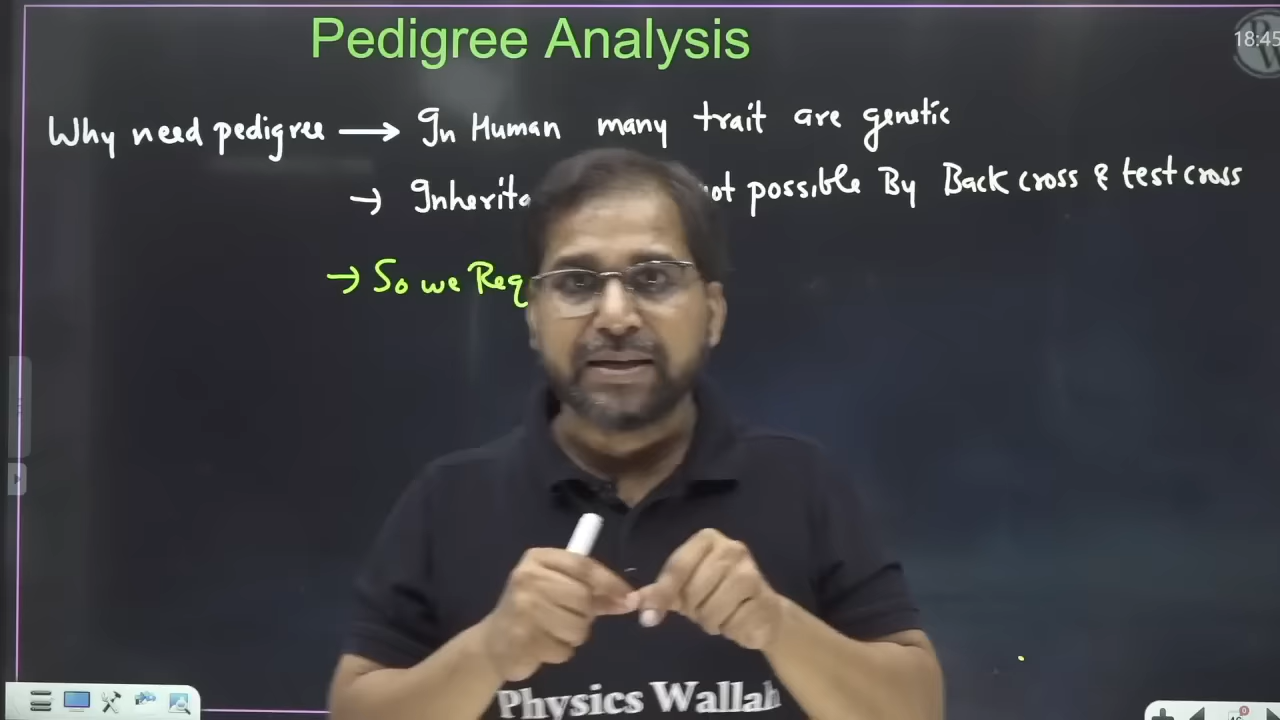 Pedigree Analysis
18:45
Why need pedigree → In Human many trait are genetic
→ Inherita not possible By Back cross & test cross
→ So we Req
Physics Wallah